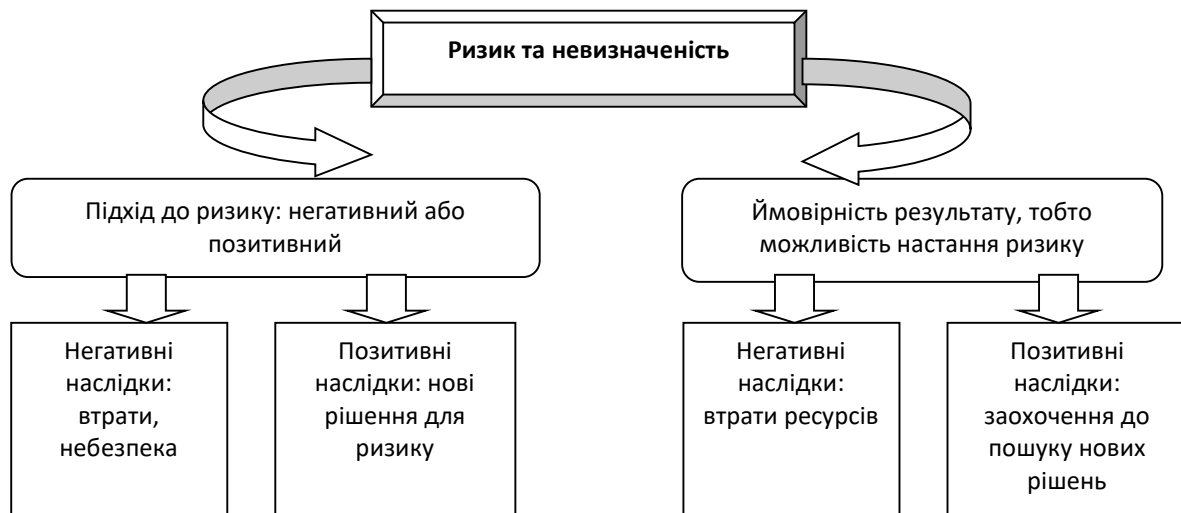 Ризик та невизначеність
Підхід до ризику: негативний або
позитивний
Ймовірність результату, тобто
можливість настання ризику
Негативні
наслідки:
втрати,
небезпека
Позитивні
наслідки: нові
рішення для
ризику
Негативні
наслідки:
втрати ресурсів
Позитивні
наслідки:
заохочення до
пошуку нових
рішень